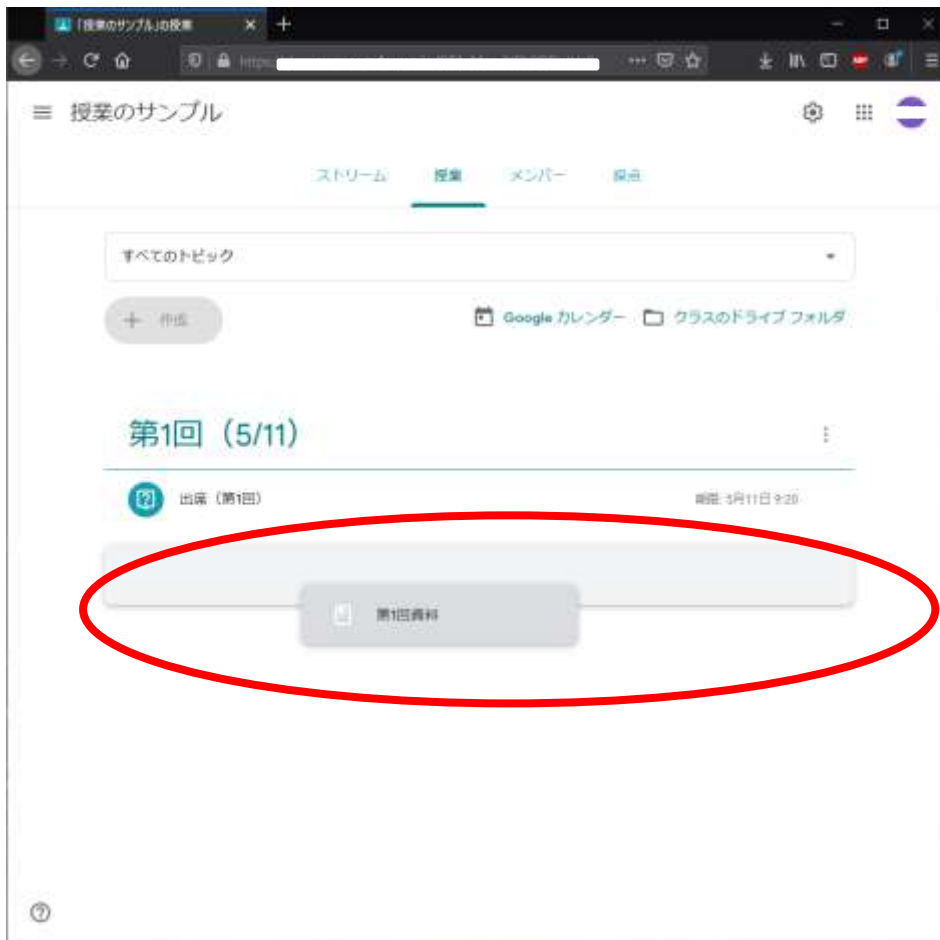 「授業のサンプル」の授業
授業のサンプル
ストリーム 授業 メンバー 採点
すべてのトピック
作成
Google カレンダー クラスのドライブ フォルダ
第1回（5/11）
出席（第1回） 期限: 5月11日 9:20
第1回資料